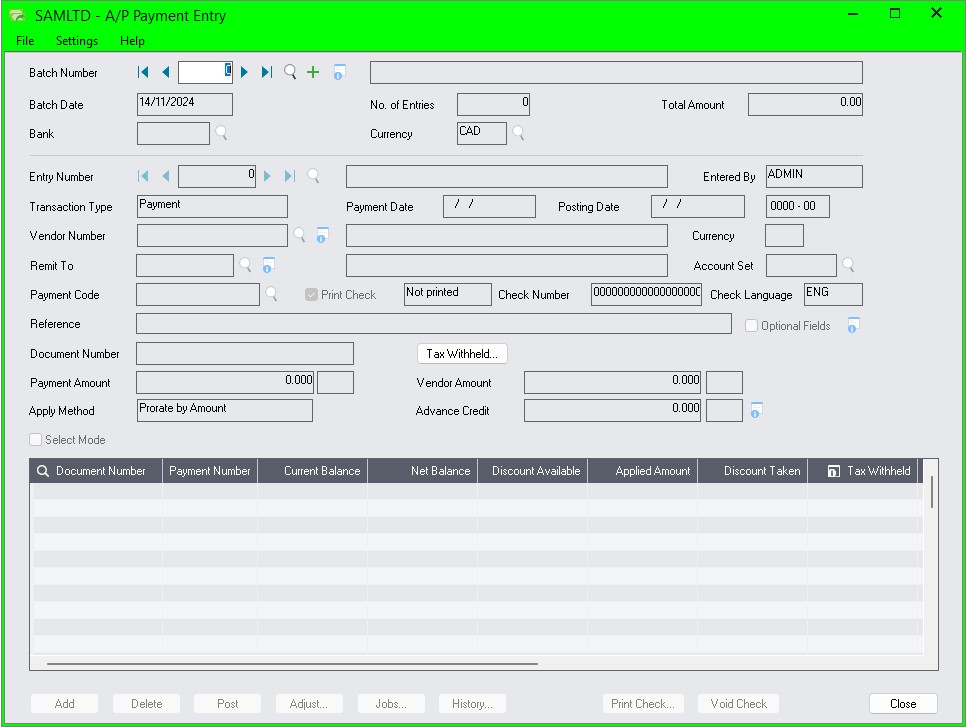 SAMLTD - A/P Payment Entry
File Settings Help
Batch Number 0
Batch Date 14/11/2024 No. of Entries 0 Total Amount 0.00
Bank Currency CAD
Entry Number 0 Entered By ADMIN
Transaction Type Payment Payment Date / / Posting Date / / 0000 - 00
Vendor Number Currency
Remit To Account Set
Payment Code Print Check Not printed Check Number 000000000000000000 Check Language ENG
Reference Optional Fields
Document Number Tax Withheld...
Payment Amount 0.000 Vendor Amount 0.000
Apply Method Prorate by Amount Advance Credit 0.000
Select Mode
Document Number Payment Number Current Balance Net Balance Discount Available Applied Amount Discount Taken Tax Withheld
Add Delete Post Adjust... Jobs... History... Print Check... Void Check Close